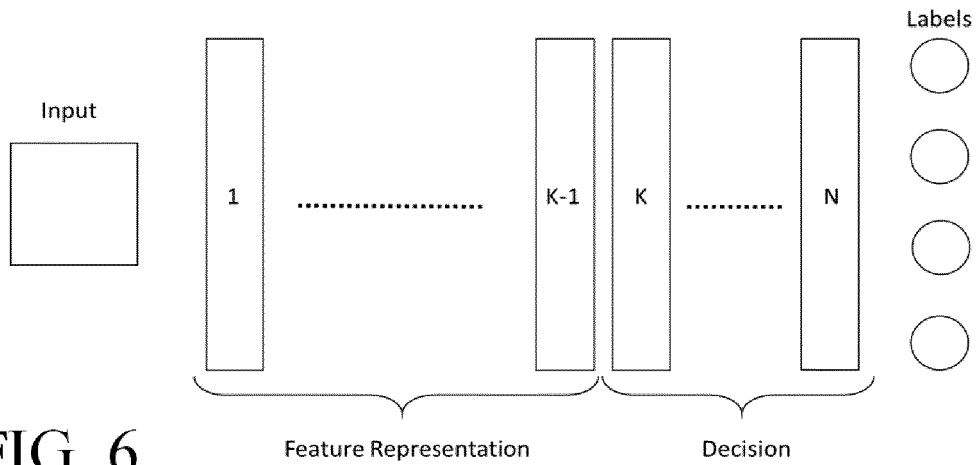 Labels
Input
1 ........................ K-1 K ............ N
Feature Representation Decision
FIG. 6